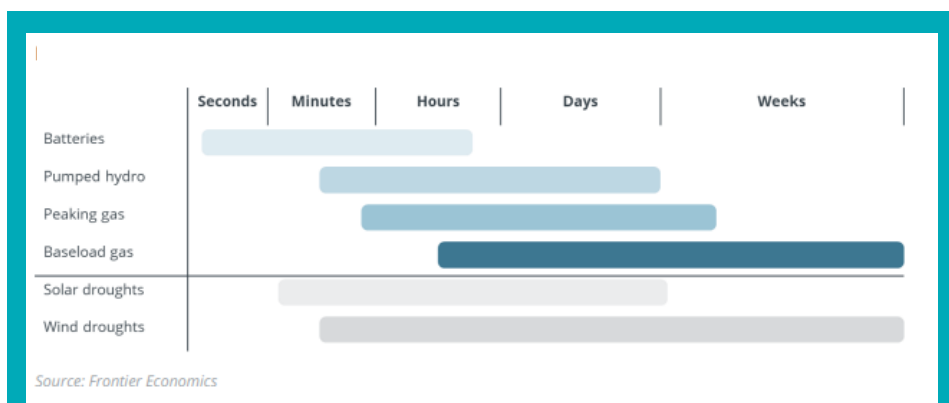 Seconds Minutes Hours Days Weeks
Batteries
Pumped hydro
Peaking gas
Baseload gas
Solar droughts
Wind droughts
Source: Frontier Economics